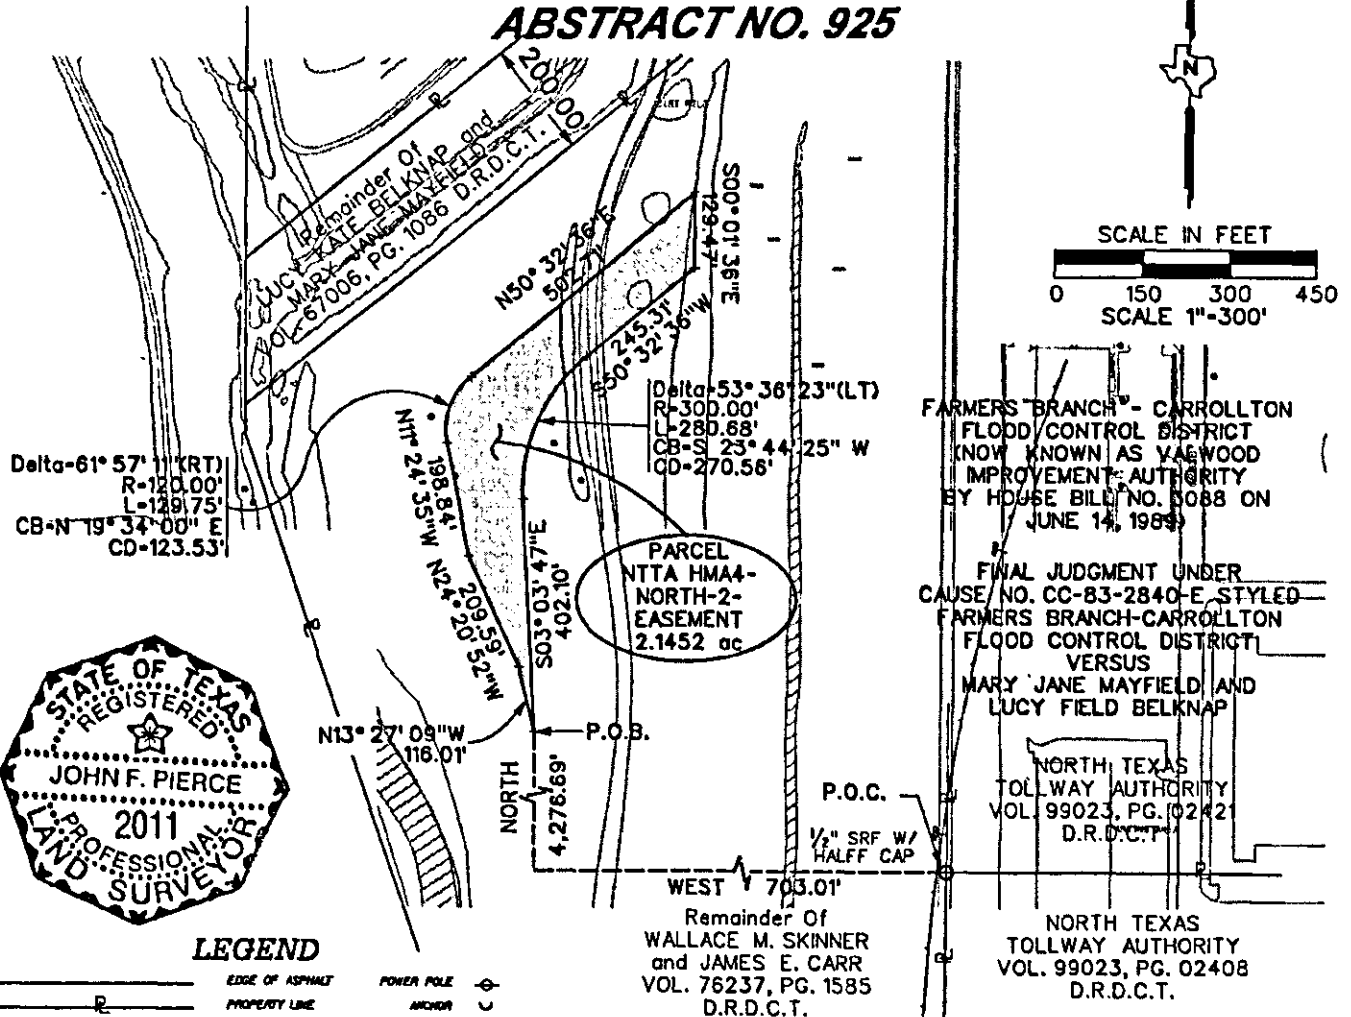 ABSTRACT NO. 925
N
SCALE IN FEET
0 150 300 450
SCALE 1"=300'
200.00
Remainder Of
LUCY KATE BELKNAP and
MARY JANE MAYFIELD
VOL. 67006, PG. 1086 D.R.D.C.T.
N50° 32' 36"E
507.71'
S00° 01' 36"E
129.47'
245.31'
S50° 32' 36"W
Delta=53° 36' 23"(LT)
R=300.00'
L=280.68'
CB=S 23° 44' 25" W
CD=270.56'
Delta=61° 57' 11"(RT)
R=120.00'
L=129.75'
CB=N 19° 34' 00" E
CD=123.53'
198.84'
N11° 24' 35"W
209.59'
N24° 20' 52"W
S03° 03' 47"E
402.10'
PARCEL
NTTA HMA4-
NORTH-2-
EASEMENT
2.1452 ac
FARMERS BRANCH - CARROLLTON
FLOOD CONTROL DISTRICT
(NOW KNOWN AS VALWOOD
IMPROVEMENT AUTHORITY
BY HOUSE BILL NO. 3088 ON
JUNE 14, 1989)
FINAL JUDGMENT UNDER
CAUSE NO. CC-83-2840-E STYLED
FARMERS BRANCH-CARROLLTON
FLOOD CONTROL DISTRICT
VERSUS
MARY JANE MAYFIELD AND
LUCY FIELD BELKNAP
STATE OF TEXAS
REGISTERED
JOHN F. PIERCE
2011
PROFESSIONAL
LAND SURVEYOR
N13° 27' 09"W
116.01'
P.O.B.
NORTH
4,276.69'
P.O.C.
1/2" SRF W/
HALFF CAP
NORTH TEXAS
TOLLWAY AUTHORITY
VOL. 99023, PG. 02421
D.R.D.C.T.
WEST 703.01'
Remainder Of
WALLACE M. SKINNER
and JAMES E. CARR
VOL. 76237, PG. 1585
D.R.D.C.T.
NORTH TEXAS
TOLLWAY AUTHORITY
VOL. 99023, PG. 02408
D.R.D.C.T.
LEGEND
EDGE OF ASPHALT
POWER POLE
PROPERTY LINE
ANCHOR